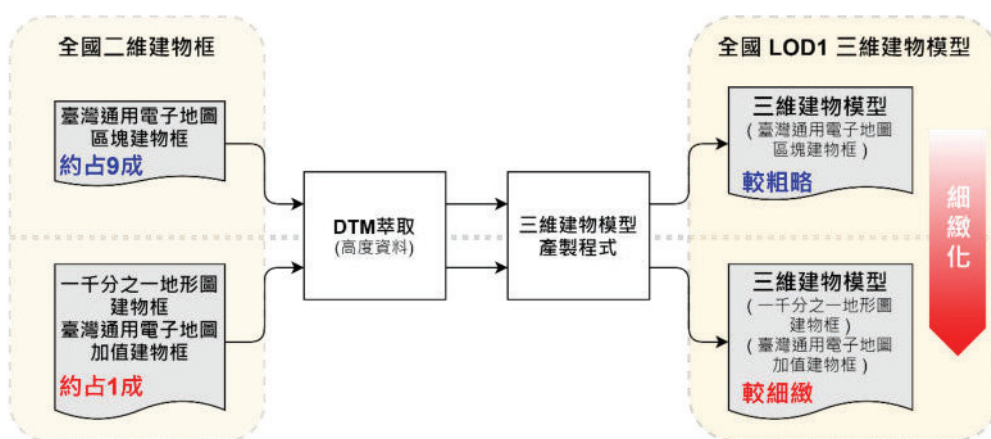 全國二維建物框
臺灣通用電子地圖
區塊建物框
約占9成
一千分之一地形圖
建物框
臺灣通用電子地圖
加值建物框
約占1成
DTM萃取
(高度資料)
三維建物模型
產製程式
全國 LOD1 三維建物模型
三維建物模型
(臺灣通用電子地圖
區塊建物框)
較粗略
三維建物模型
(一千分之一地形圖
建物框)
(臺灣通用電子地圖
加值建物框)
較細緻
細緻化